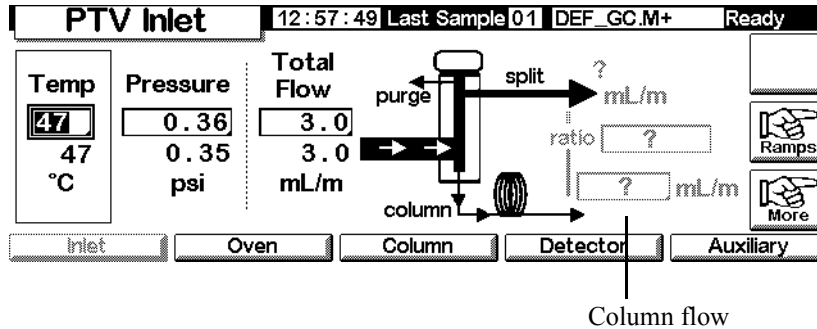 PTV Inlet 12:57:49 Last Sample 01 DEF_GC.M+ Ready
Temp Pressure Total Flow
purge split ? mL/m
47 0.36 3.0
ratio ?
Ramps
47 0.35 3.0
°C psi mL/m
? mL/m
column
More
Inlet Oven Column Detector Auxiliary
Column flow